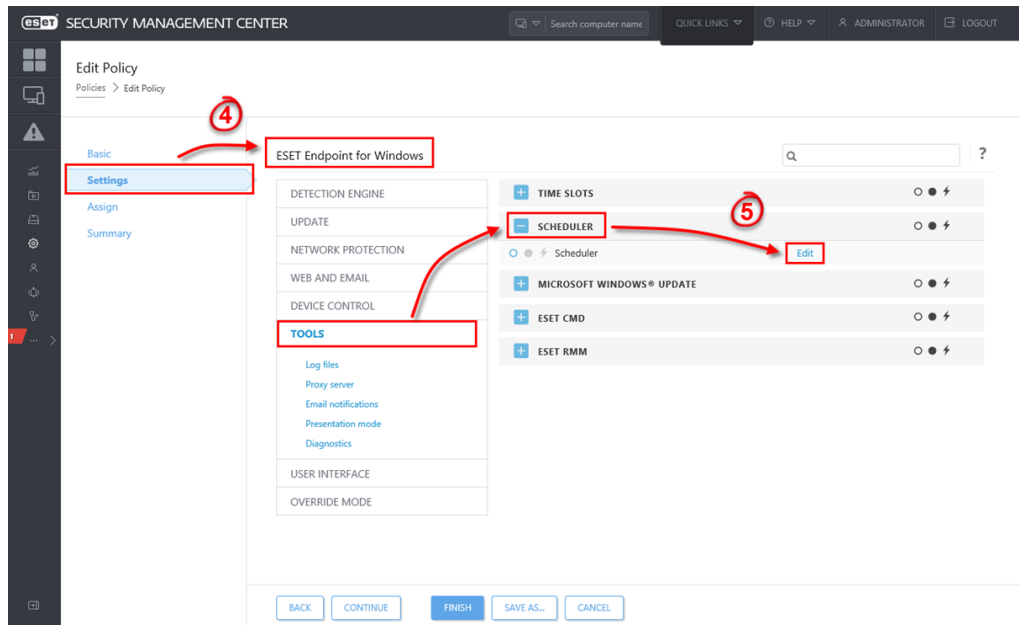 eset SECURITY MANAGEMENT CENTER
Search computer name
QUICK LINKS
HELP
ADMINISTRATOR
LOGOUT
Edit Policy
Policies > Edit Policy
4
Basic
Settings
Assign
Summary
ESET Endpoint for Windows
?
DETECTION ENGINE
UPDATE
NETWORK PROTECTION
WEB AND EMAIL
DEVICE CONTROL
TOOLS
Log files
Proxy server
Email notifications
Presentation mode
Diagnostics
USER INTERFACE
OVERRIDE MODE
TIME SLOTS
5
SCHEDULER
Scheduler
Edit
MICROSOFT WINDOWS® UPDATE
ESET CMD
ESET RMM
BACK
CONTINUE
FINISH
SAVE AS...
CANCEL